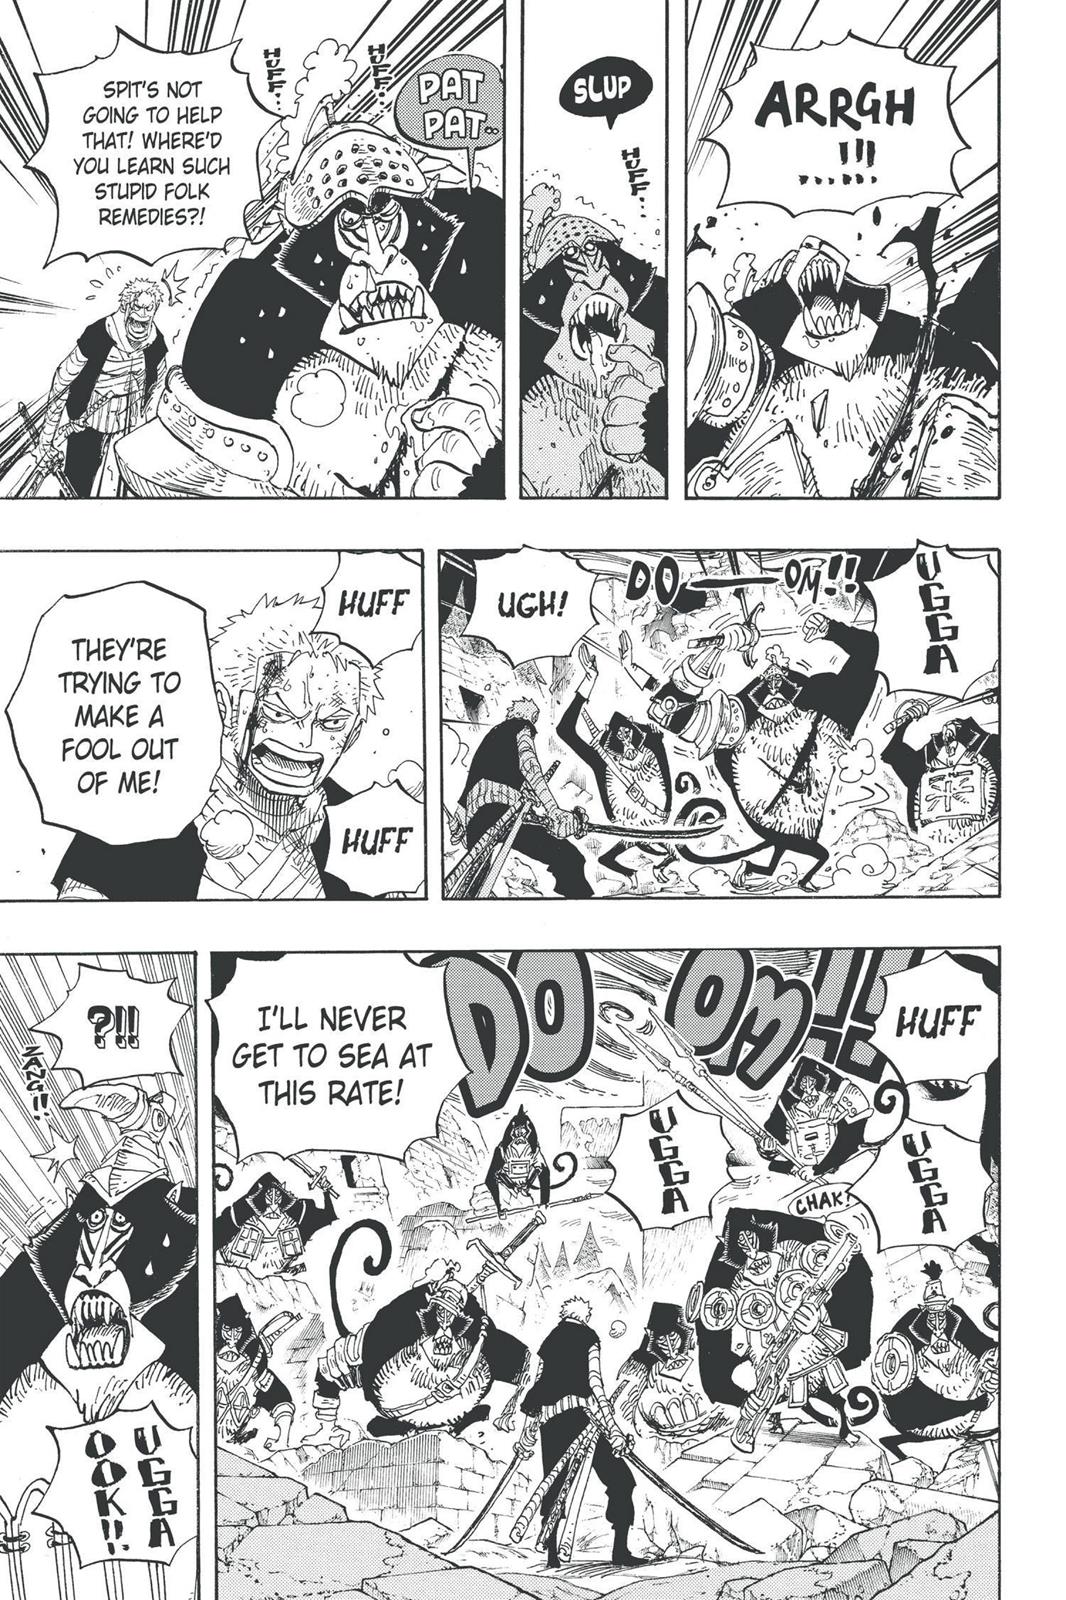 ARRGH
!!!
......
SLUP
HUFF...
PAT
PAT..
HUFF...
HUFF...
SPIT'S NOT
GOING TO HELP
THAT! WHERE'D
YOU LEARN SUCH
STUPID FOLK
REMEDIES?!
UGGA
DO—OM!!
UGH!
HUFF
THEY'RE
TRYING TO
MAKE A
FOOL OUT
OF ME!
HUFF
HUFF
DOOM!!
I'LL NEVER
GET TO SEA AT
THIS RATE!
UGGA
UGGA
CHAK!
?!!
ZANG!!
UGGA
OOK!!